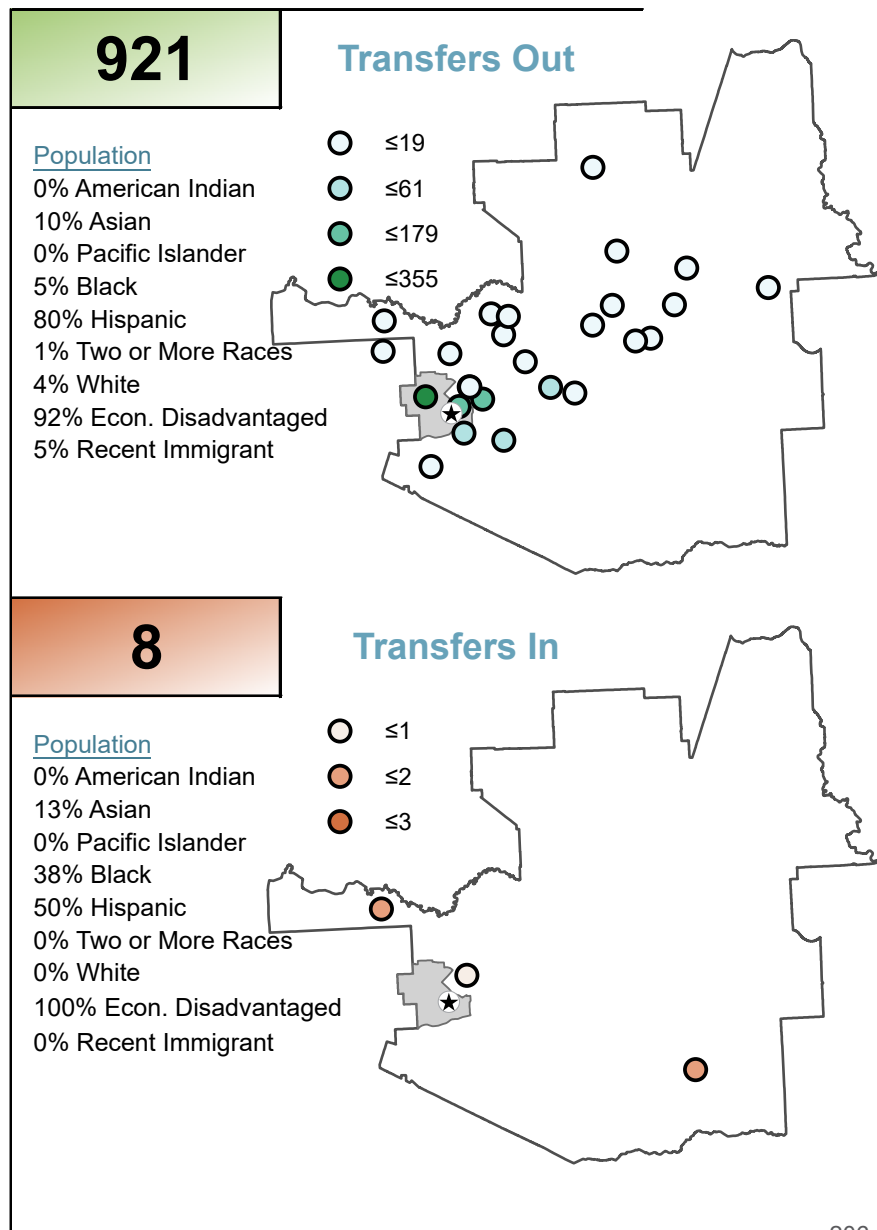 921
Transfers Out
Population
0% American Indian
10% Asian
0% Pacific Islander
5% Black
80% Hispanic
1% Two or More Races
4% White
92% Econ. Disadvantaged
5% Recent Immigrant
≤19
≤61
≤179
≤355
8
Transfers In
Population
0% American Indian
13% Asian
0% Pacific Islander
38% Black
50% Hispanic
0% Two or More Races
0% White
100% Econ. Disadvantaged
0% Recent Immigrant
≤1
≤2
≤3